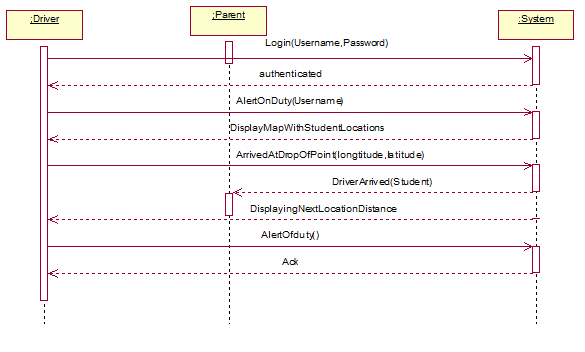 :Driver
:Parent
:System
Login(Username,Password)
authenticated
AlertOnDuty(Username)
DisplayMapWithStudentLocations
ArrivedAtDropOfPoint(longtitude,latitude)
DriverArrived(Student)
DisplayingNextLocationDistance
AlertOfduty()
Ack